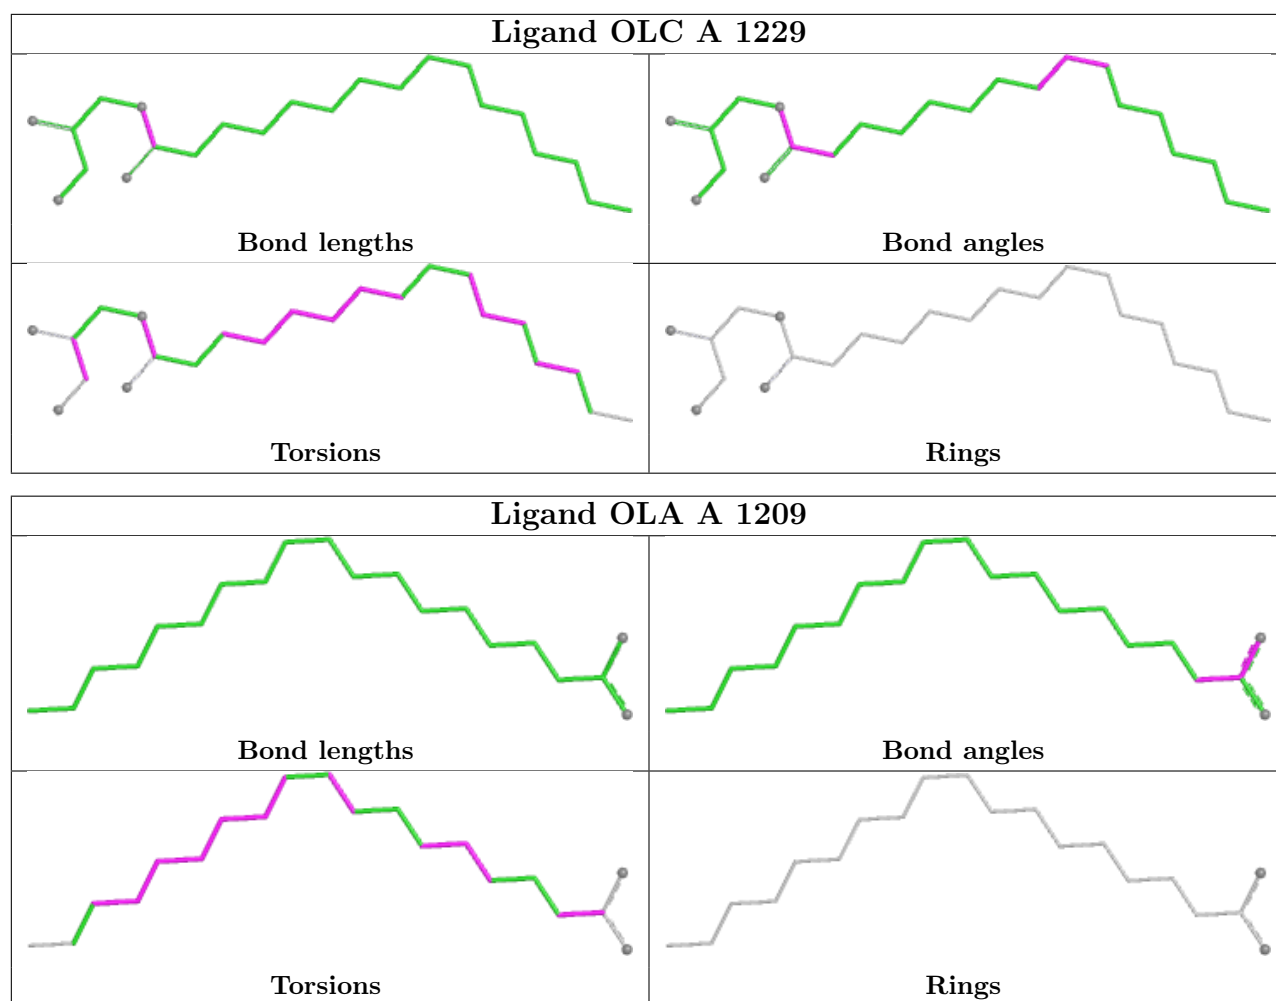 Ligand OLC A 1229
Bond lengths
Bond angles
Torsions
Rings
Ligand OLA A 1209
Bond lengths
Bond angles
Torsions
Rings